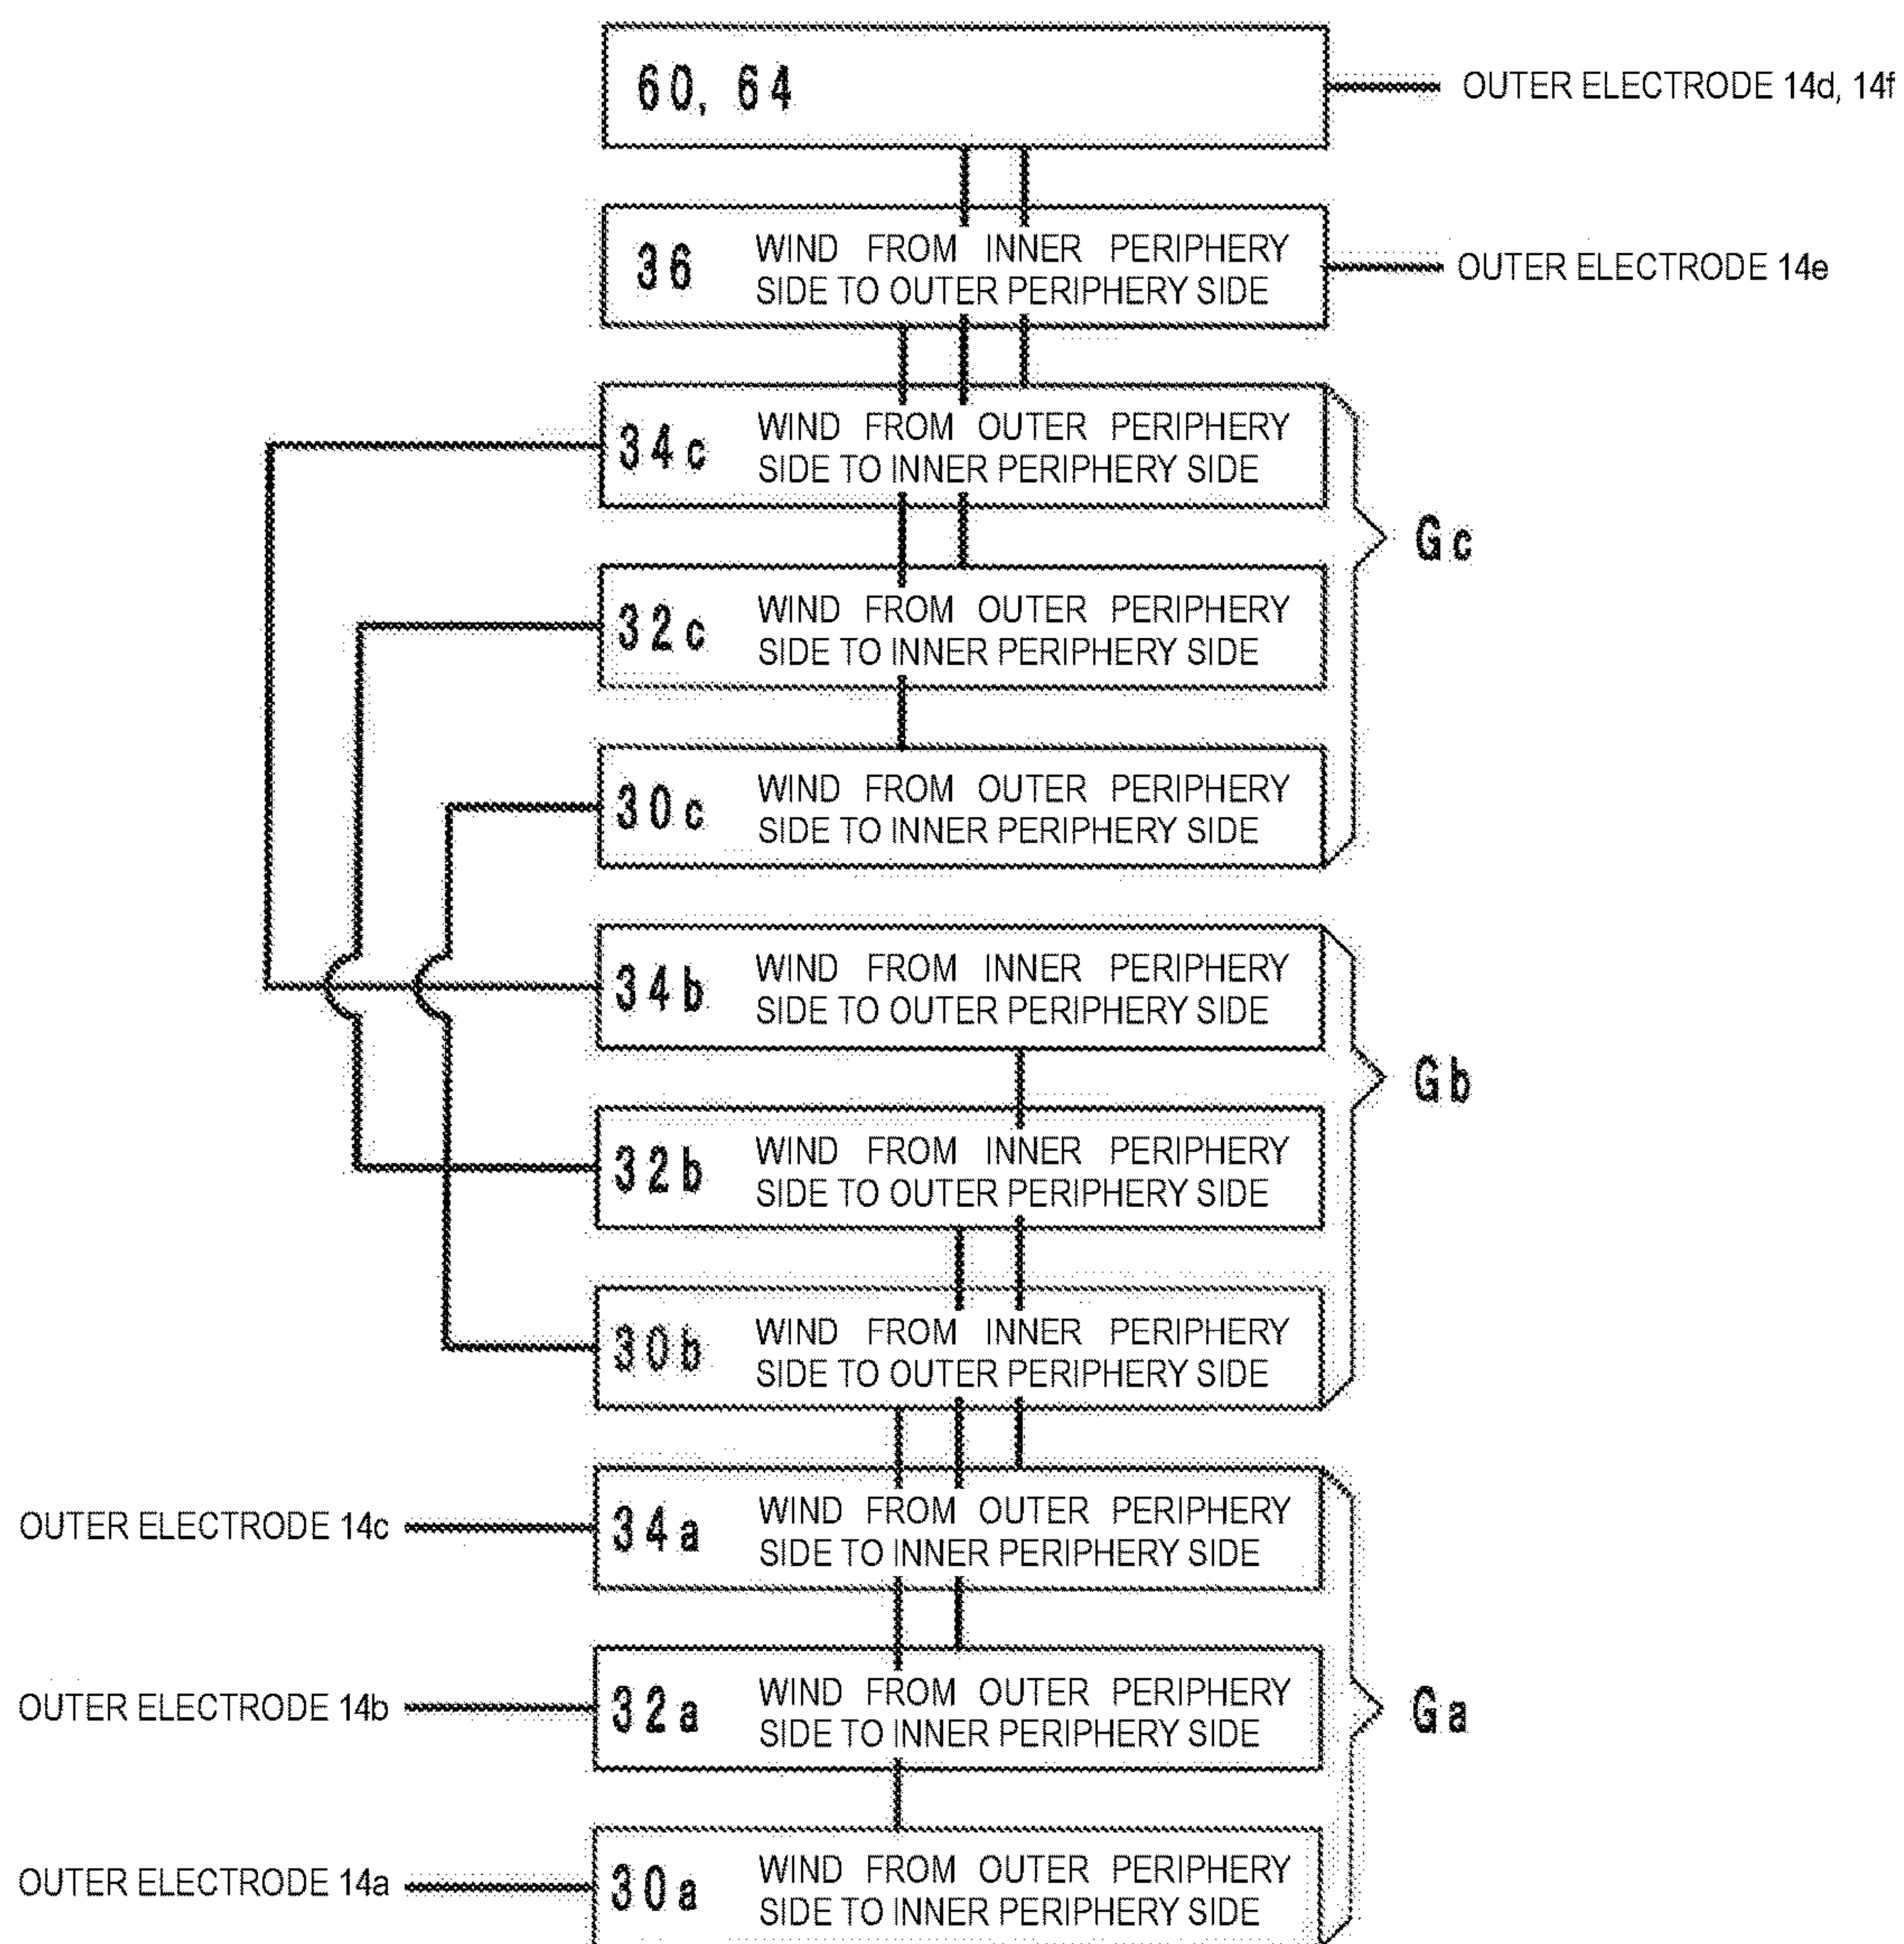 60, 64
OUTER ELECTRODE 14d, 14f
36
WIND FROM INNER PERIPHERY
SIDE TO OUTER PERIPHERY SIDE
OUTER ELECTRODE 14e
34c
WIND FROM OUTER PERIPHERY
SIDE TO INNER PERIPHERY SIDE
Gc
32c
WIND FROM OUTER PERIPHERY
SIDE TO INNER PERIPHERY SIDE
30c
WIND FROM OUTER PERIPHERY
SIDE TO INNER PERIPHERY SIDE
34b
WIND FROM INNER PERIPHERY
SIDE TO OUTER PERIPHERY SIDE
Gb
32b
WIND FROM INNER PERIPHERY
SIDE TO OUTER PERIPHERY SIDE
30b
WIND FROM INNER PERIPHERY
SIDE TO OUTER PERIPHERY SIDE
OUTER ELECTRODE 14c
34a
WIND FROM OUTER PERIPHERY
SIDE TO INNER PERIPHERY SIDE
OUTER ELECTRODE 14b
32a
WIND FROM OUTER PERIPHERY
SIDE TO INNER PERIPHERY SIDE
Ga
OUTER ELECTRODE 14a
30a
WIND FROM OUTER PERIPHERY
SIDE TO INNER PERIPHERY SIDE